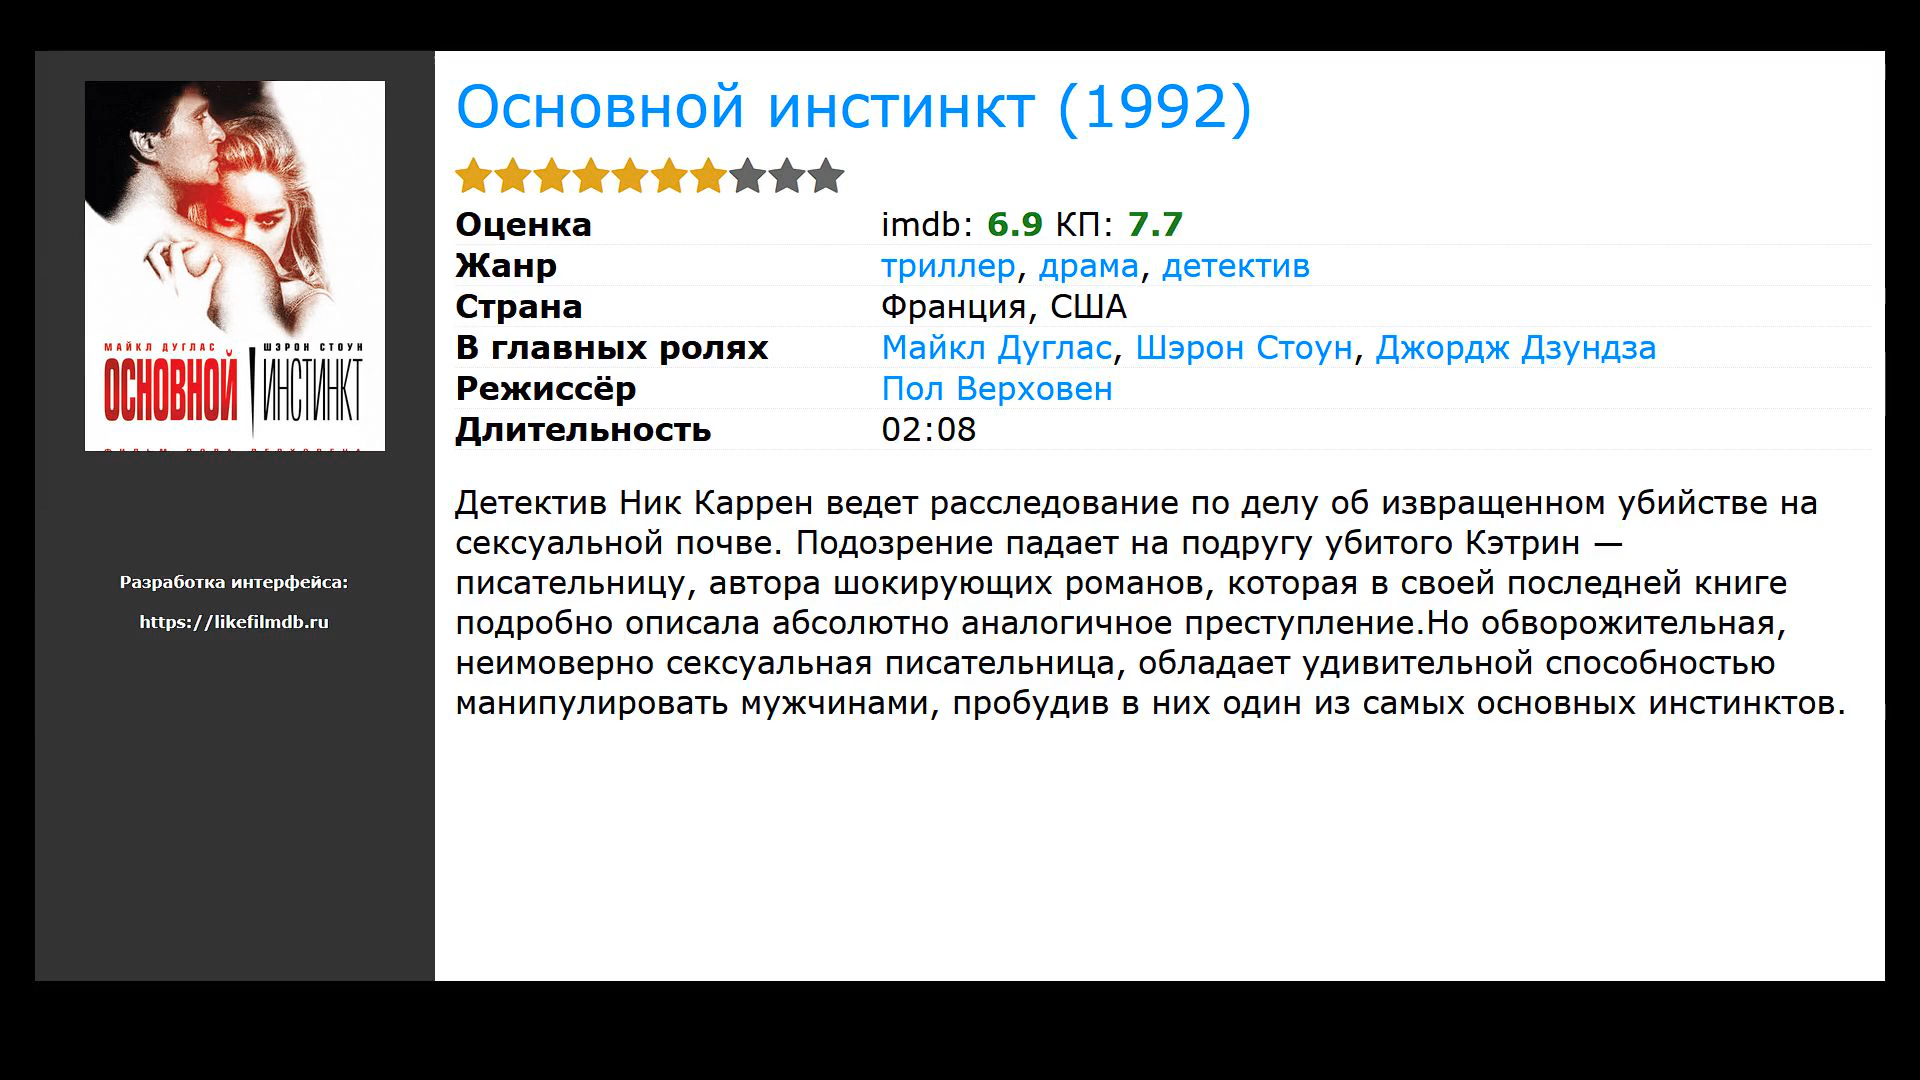 МАЙКЛ ДУГЛАС ШЭРОН СТОУН
ОСНОВНОЙ ИНСТИНКТ
Разработка интерфейса:
https://likefilmdb.ru
Основной инстинкт (1992)
Оценка imdb: 6.9 КП: 7.7
Жанр триллер, драма, детектив
Страна Франция, США
В главных ролях Майкл Дуглас, Шэрон Стоун, Джордж Дзундза
Режиссёр Пол Верховен
Длительность 02:08
Детектив Ник Каррен ведет расследование по делу об извращенном убийстве на
сексуальной почве. Подозрение падает на подругу убитого Кэтрин —
писательницу, автора шокирующих романов, которая в своей последней книге
подробно описала абсолютно аналогичное преступление.Но обворожительная,
неимоверно сексуальная писательница, обладает удивительной способностью
манипулировать мужчинами, пробудив в них один из самых основных инстинктов.